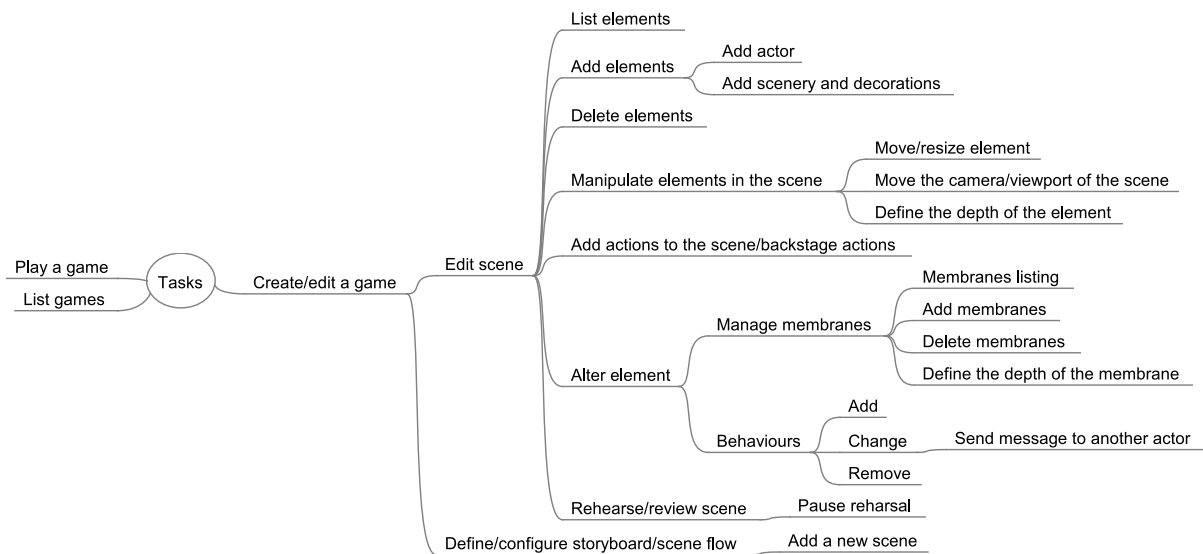 List elements
Add elements
Add actor
Add scenery and decorations
Delete elements
Manipulate elements in the scene
Move/resize element
Move the camera/viewport of the scene
Define the depth of the element
Add actions to the scene/backstage actions
Play a game
List games
Tasks
Create/edit a game
Edit scene
Alter element
Manage membranes
Membranes listing
Add membranes
Delete membranes
Define the depth of the membrane
Behaviours
Add
Change
Send message to another actor
Remove
Rehearse/review scene
Pause reharsal
Define/configure storyboard/scene flow
Add a new scene